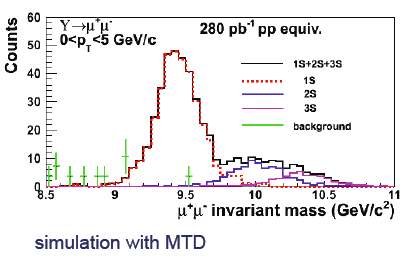 Υ→μ⁺μ⁻
0<p_T<5 GeV/c
280 pb⁻¹ pp equiv.
Counts
60
50
40
30
20
10
0
1S+2S+3S
1S
2S
3S
background
8.5 9 9.5 10 10.5 11
μ⁺μ⁻ invariant mass (GeV/c²)
simulation with MTD